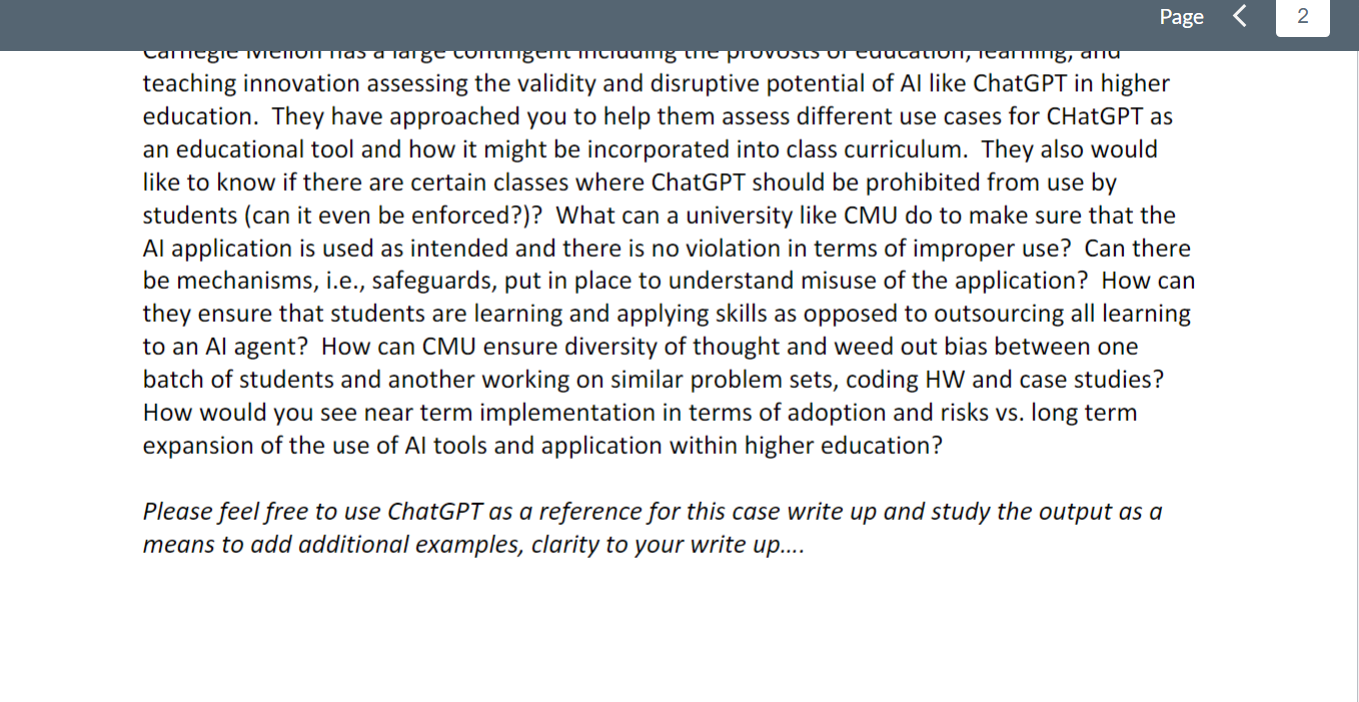 Page 2
Carnegie Mellon has a large contingent including the provosts of education, learning, and
teaching innovation assessing the validity and disruptive potential of AI like ChatGPT in higher
education.  They have approached you to help them assess different use cases for CHatGPT as
an educational tool and how it might be incorporated into class curriculum.  They also would
like to know if there are certain classes where ChatGPT should be prohibited from use by
students (can it even be enforced?)?  What can a university like CMU do to make sure that the
AI application is used as intended and there is no violation in terms of improper use?  Can there
be mechanisms, i.e., safeguards, put in place to understand misuse of the application?  How can
they ensure that students are learning and applying skills as opposed to outsourcing all learning
to an AI agent?  How can CMU ensure diversity of thought and weed out bias between one
batch of students and another working on similar problem sets, coding HW and case studies?
How would you see near term implementation in terms of adoption and risks vs. long term
expansion of the use of AI tools and application within higher education?
Please feel free to use ChatGPT as a reference for this case write up and study the output as a
means to add additional examples, clarity to your write up....